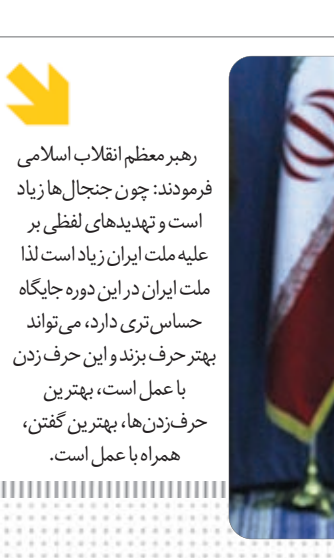 رهبر معظم انقلاب اسلامی
فرمودند: چون جنجال‌ها زیاد
است و تهدیدهای لفظی بر
علیه ملت ایران زیاد است لذا
ملت ایران در این دوره جایگاه
حساس‌تری دارد، می‌تواند
بهتر حرف بزند و این حرف زدن
با عمل است، بهترین
حرف‌زدن‌ها، بهترین گفتن،
همراه با عمل است.